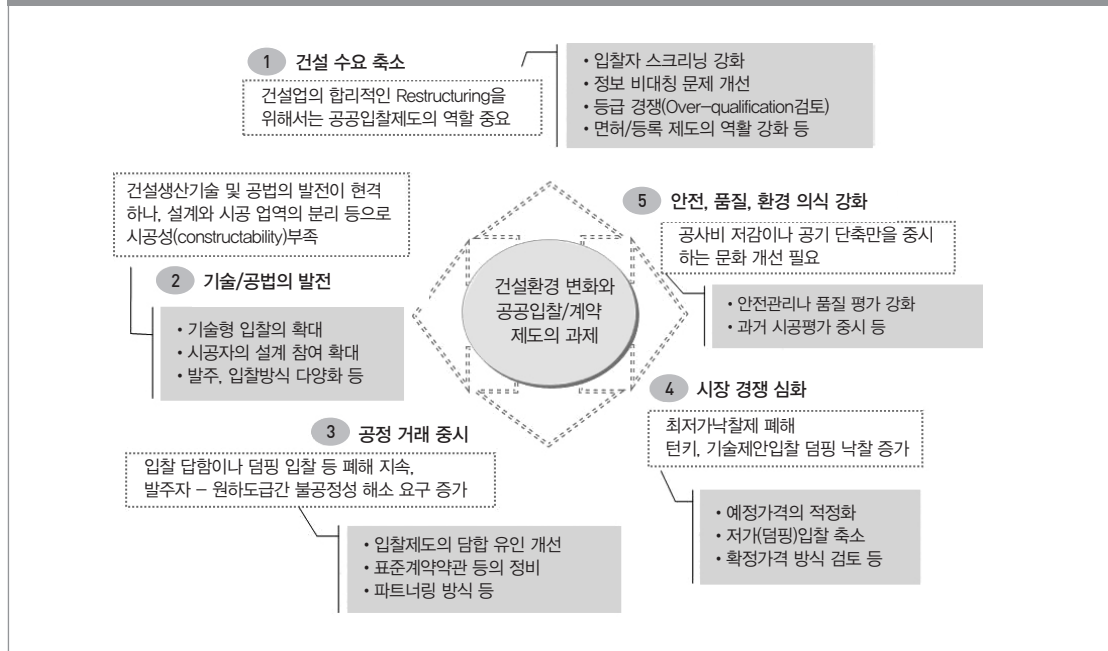 1 건설 수요 축소
건설업의 합리적인 Restructuring을
위해서는 공공입찰제도의 역할 중요
• 입찰자 스크리닝 강화
• 정보 비대칭 문제 개선
• 등급 경쟁(Over-qualification검토)
• 면허/등록 제도의 역활 강화 등
건설생산기술 및 공법의 발전이 현격
하나, 설계와 시공 업역의 분리 등으로
시공성(constructability)부족
2 기술/공법의 발전
• 기술형 입찰의 확대
• 시공자의 설계 참여 확대
• 발주, 입찰방식 다양화 등
건설환경 변화와
공공입찰/계약
제도의 과제
5 안전, 품질, 환경 의식 강화
공사비 저감이나 공기 단축만을 중시
하는 문화 개선 필요
• 안전관리나 품질 평가 강화
• 과거 시공평가 중시 등
4 시장 경쟁 심화
최저가낙찰제 폐해
턴키, 기술제안입찰 덤핑 낙찰 증가
• 예정가격의 적정화
• 저가(덤핑)입찰 축소
• 확정가격 방식 검토 등
3 공정 거래 중시
입찰 답함이나 덤핑 입찰 등 폐해 지속,
발주자 – 원하도급간 불공정성 해소 요구 증가
• 입찰제도의 담합 유인 개선
• 표준계약약관 등의 정비
• 파트너링 방식 등